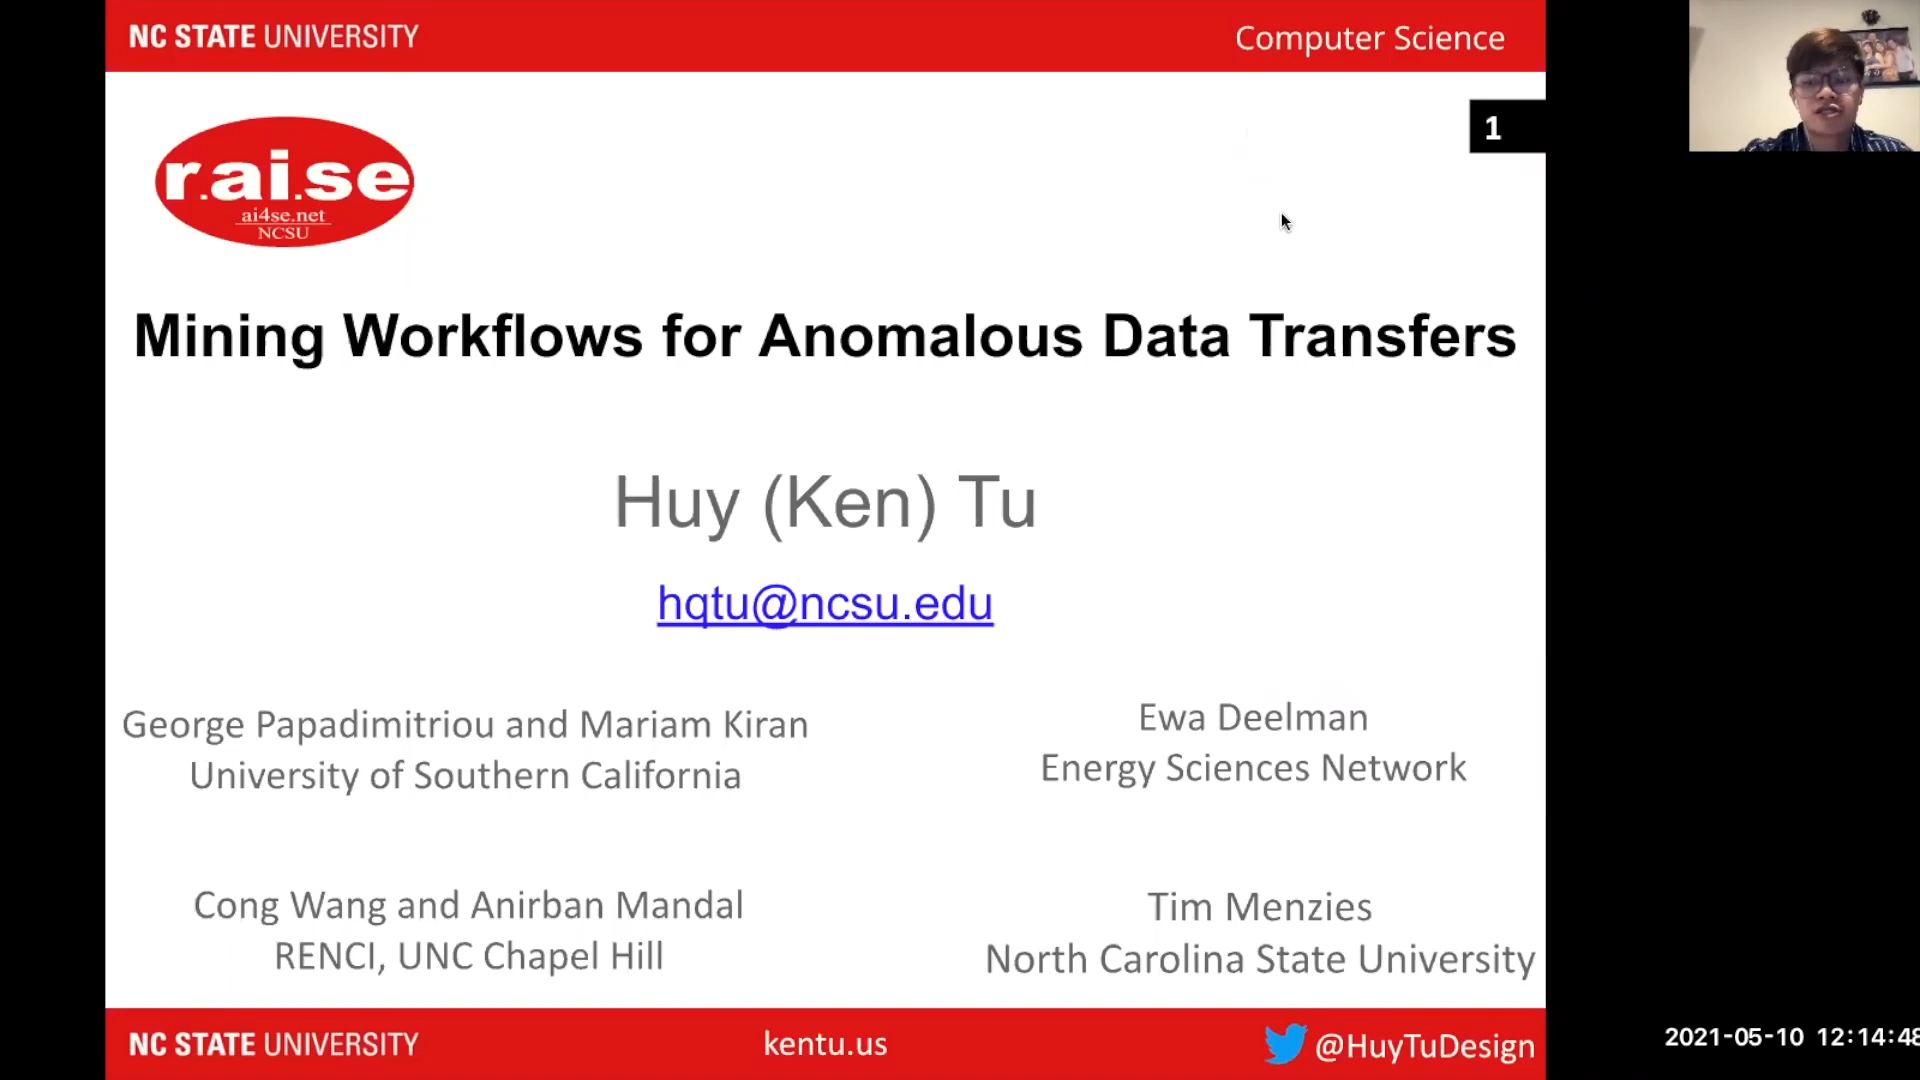 NC STATE UNIVERSITY
Computer Science
1
r.ai.se
ai4se.net
NCSU
Mining Workflows for Anomalous Data Transfers
Huy (Ken) Tu
hqtu@ncsu.edu
George Papadimitriou and Mariam Kiran
University of Southern California
Ewa Deelman
Energy Sciences Network
Cong Wang and Anirban Mandal
RENCI, UNC Chapel Hill
Tim Menzies
North Carolina State University
NC STATE UNIVERSITY
kentu.us
@HuyTuDesign
2021-05-10 12:14:48